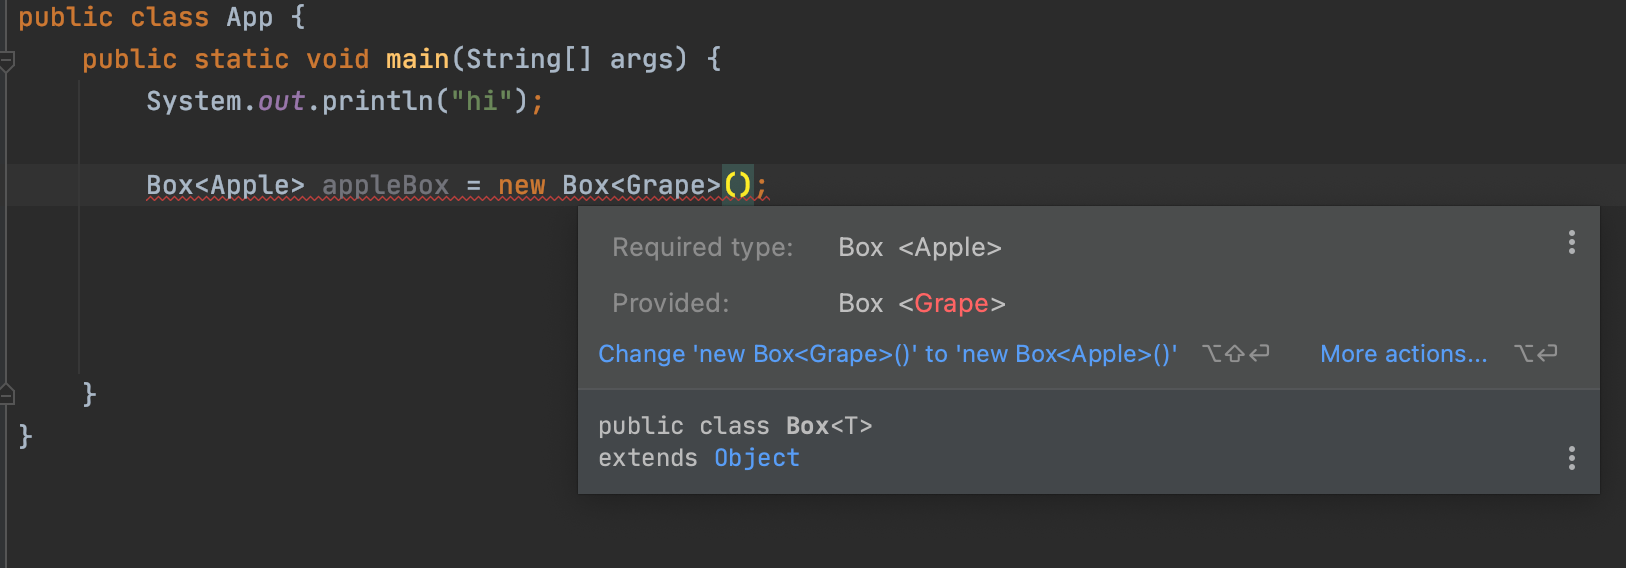 public class App {
    public static void main(String[] args) {
        System.out.println("hi");
        Box<Apple> appleBox = new Box<Grape>();
Required type: Box <Apple>
Provided: Box <Grape>
Change 'new Box<Grape>()' to 'new Box<Apple>()' ⌥⇧⏎ More actions... ⌥⏎
public class Box<T>
extends Object
    }
}